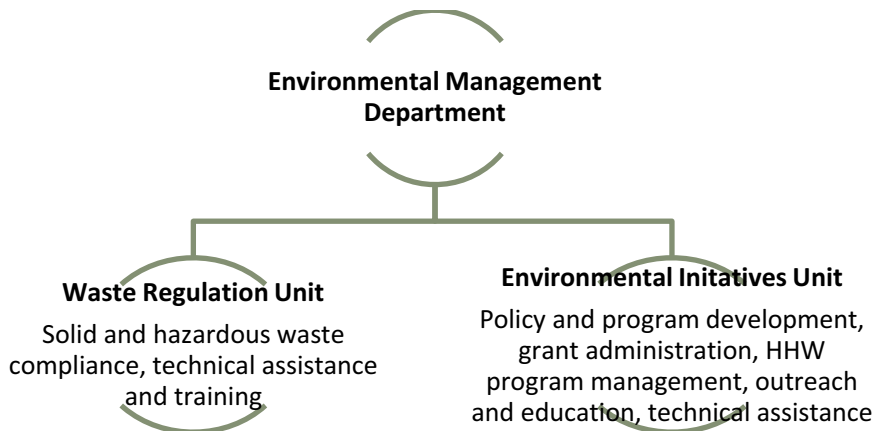 Environmental Management
Department
Waste Regulation Unit
Solid and hazardous waste
compliance, technical assistance
and training
Environmental Initatives Unit
Policy and program development,
grant administration, HHW
program management, outreach
and education, technical assistance